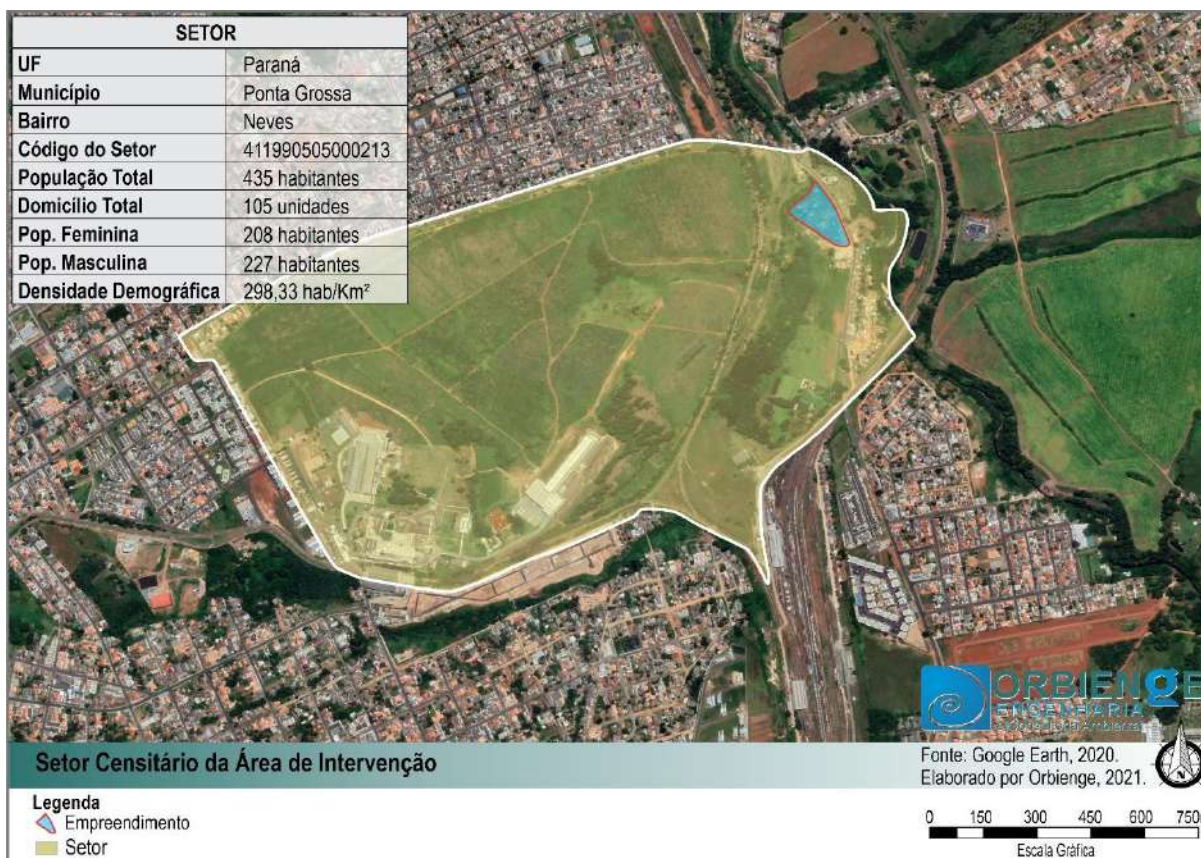 SETOR
UF Paraná
Município Ponta Grossa
Bairro Neves
Código do Setor 411990505000213
População Total 435 habitantes
Domicílio Total 105 unidades
Pop. Feminina 208 habitantes
Pop. Masculina 227 habitantes
Densidade Demográfica 298,33 hab/Km²
ORBIENgE
ENGENHARIA
Setor Censitário da Área de Intervenção
Fonte: Google Earth, 2020.
Elaborado por Orbienge, 2021.
Legenda
Empreendimento
Setor
0 150 300 450 600 750
Escala Gráfica